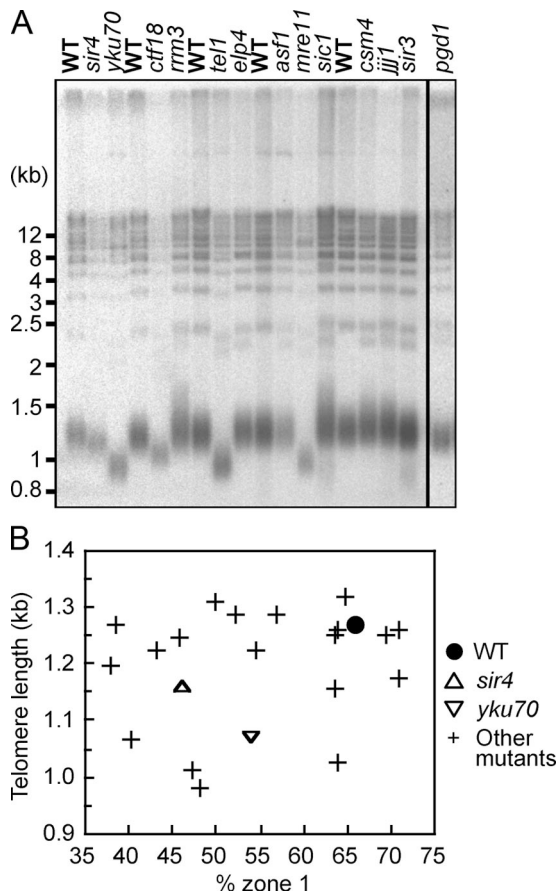 A
WT sir4 yku70 WT ctf18 rrm3 WT tel1 elp4 WT asf1 mre11 sic1 WT csm4 jjj1 sir3 pgd1
(kb)
12
8
4
3
2.5
2
1.5
1
0.8
B
1.4
1.3
1.2
1.1
1.0
0.9
Telomere length (kb)
35 40 45 50 55 60 65 70 75
% zone 1
WT
sir4
yku70
+ Other
mutants